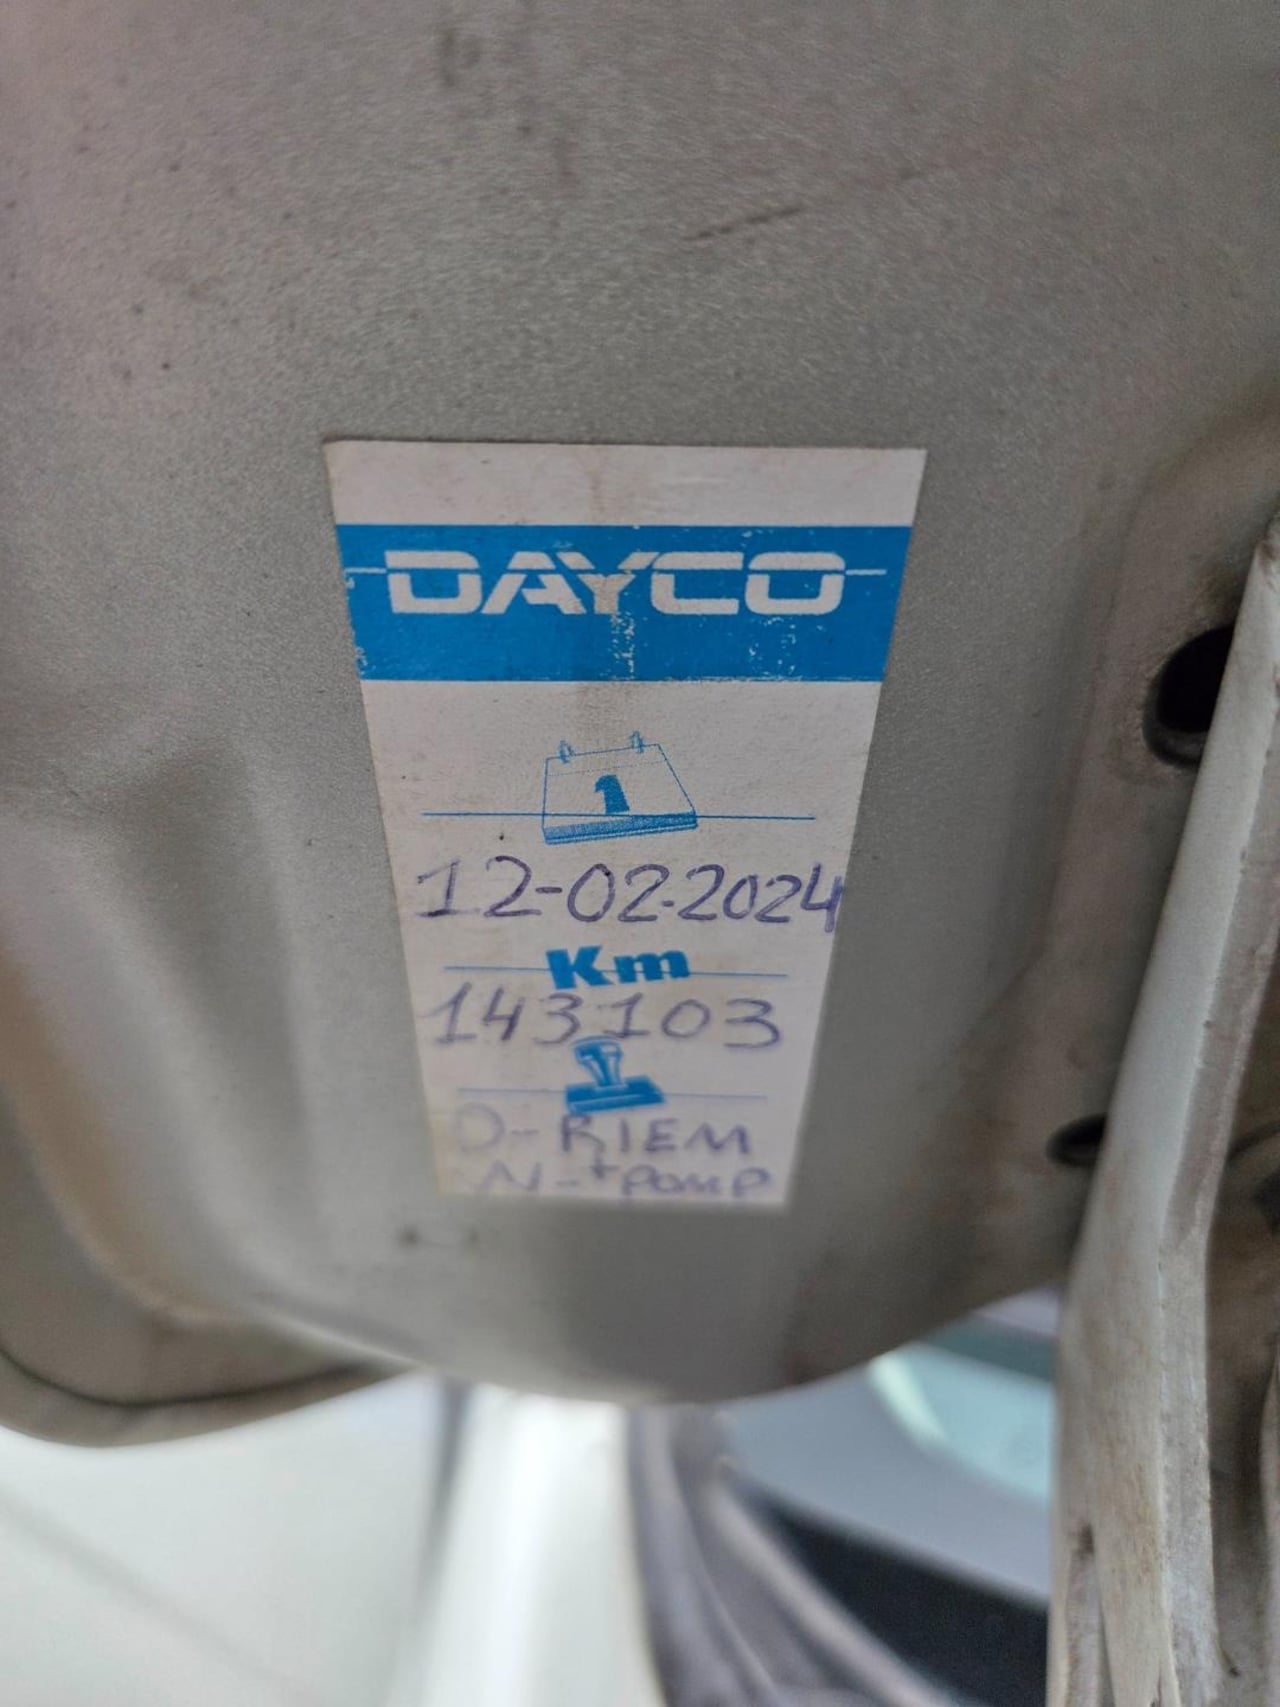 DAYCO
1
12-02-2024
Km
143103
D-RIEM
W-+POMP